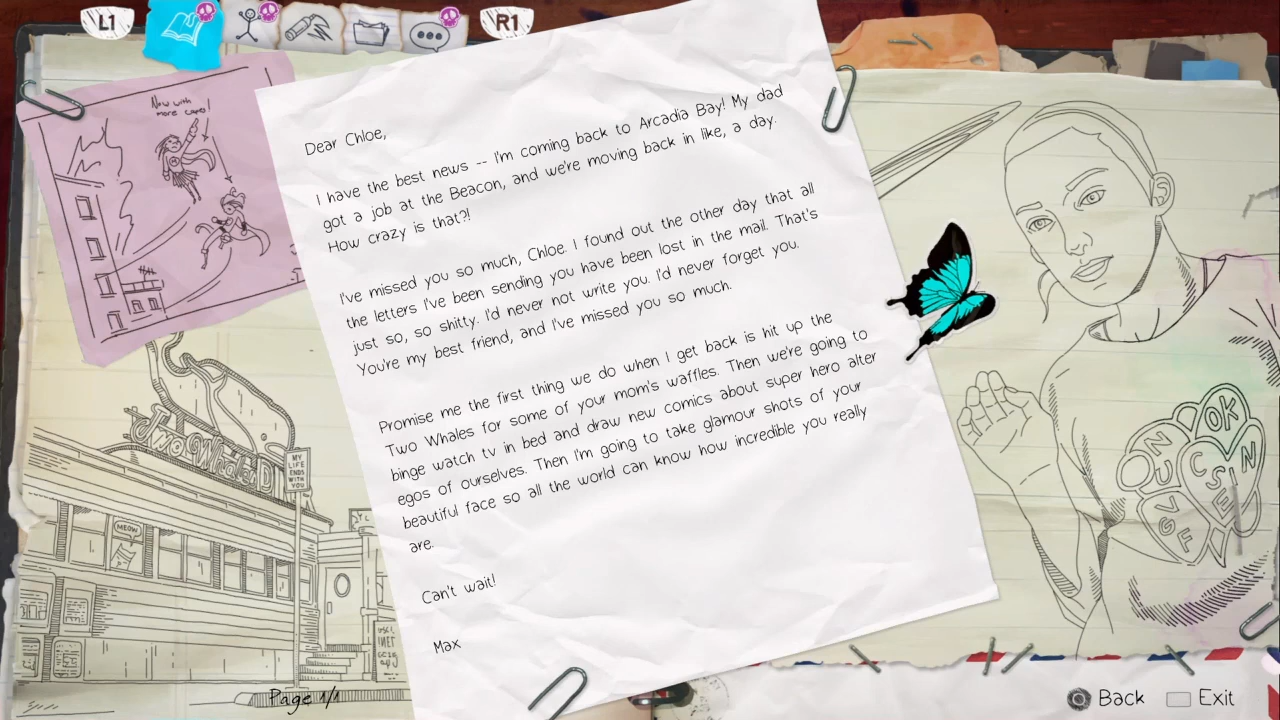 L1
R1
Now with
more capes!
Dear Chloe,
I have the best news -- I'm coming back to Arcadia Bay! My dad
got a job at the Beacon, and we're moving back in like, a day.
How crazy is that?!
I've missed you so much, Chloe. I found out the other day that all
the letters I've been sending you have been lost in the mail. That's
just so, so shitty. I'd never not write you. I'd never forget you.
You're my best friend, and I've missed you so much.
Promise me the first thing we do when I get back is hit up the
Two Whales for some of your mom's waffles. Then we're going to
binge watch tv in bed and draw new comics about super hero alter
egos of ourselves. Then I'm going to take glamour shots of your
beautiful face so all the world can know how incredible you really
are.
Can't wait!
Max
Two Whales
MY
LIFE
ENDS
WITH
YOU
MEOW
Page 1/1
Back
Exit